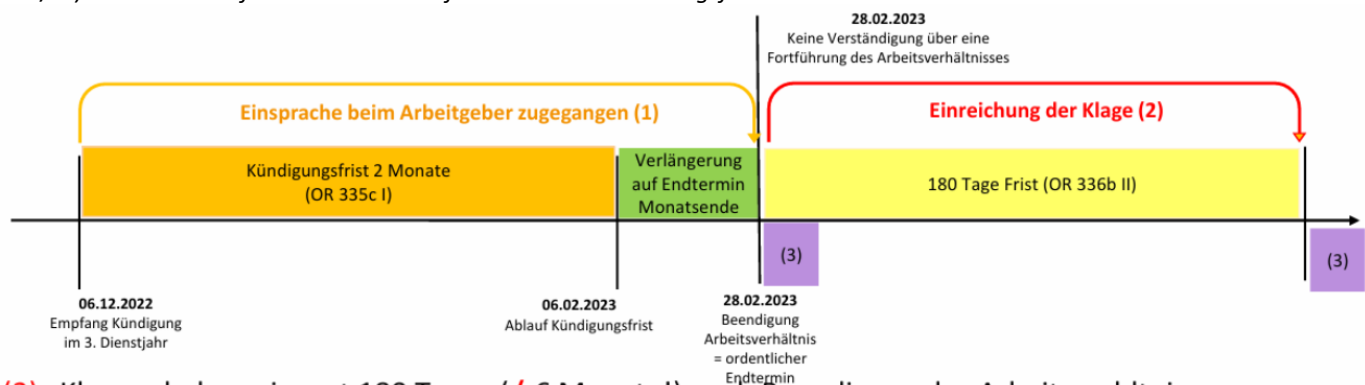 28.02.2023
Keine Verständigung über eine
Fortführung des Arbeitsverhältnisses
Einsprache beim Arbeitgeber zugegangen (1)
Einreichung der Klage (2)
Kündigungsfrist 2 Monate
(OR 335c I)
Verlängerung
auf Endtermin
Monatsende
180 Tage Frist (OR 336b II)
(3)
(3)
06.12.2022
Empfang Kündigung
im 3. Dienstjahr
06.02.2023
Ablauf Kündigungsfrist
28.02.2023
Beendigung
Arbeitsverhältnis
= ordentlicher
Endtermin